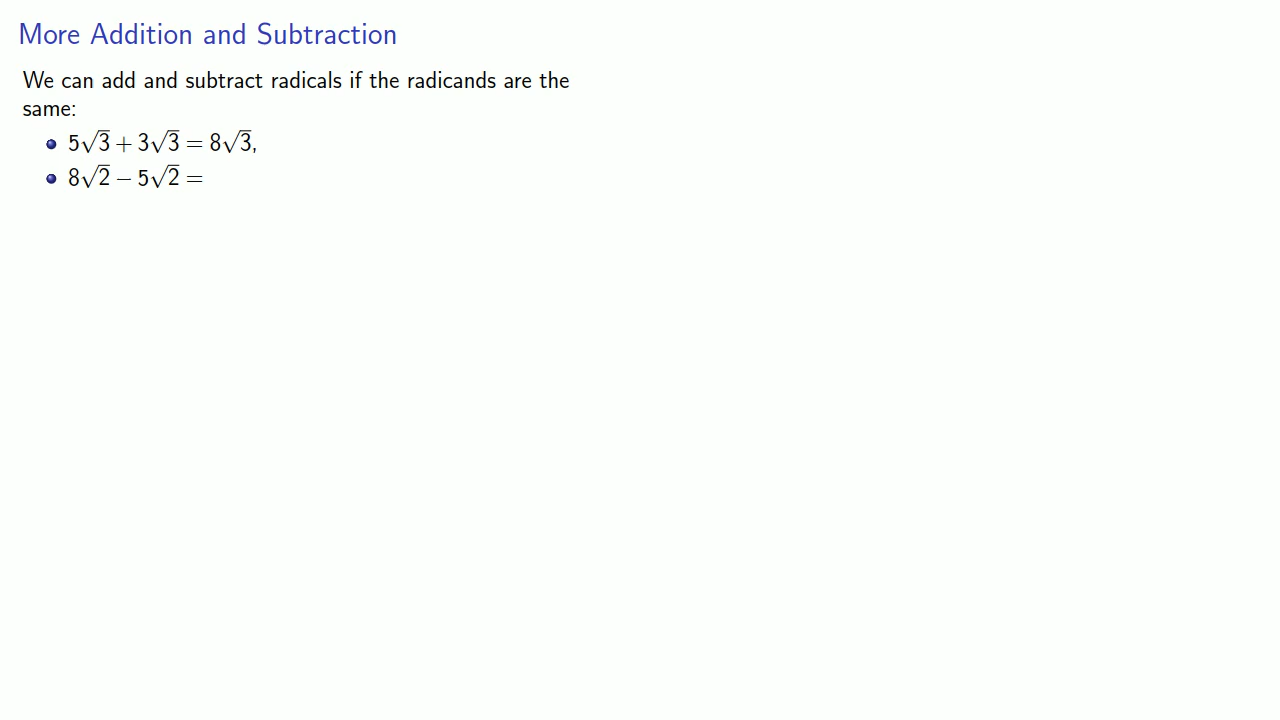 More Addition and Subtraction
We can add and subtract radicals if the radicands are the
same:
5√3 + 3√3 = 8√3,
8√2 − 5√2 =